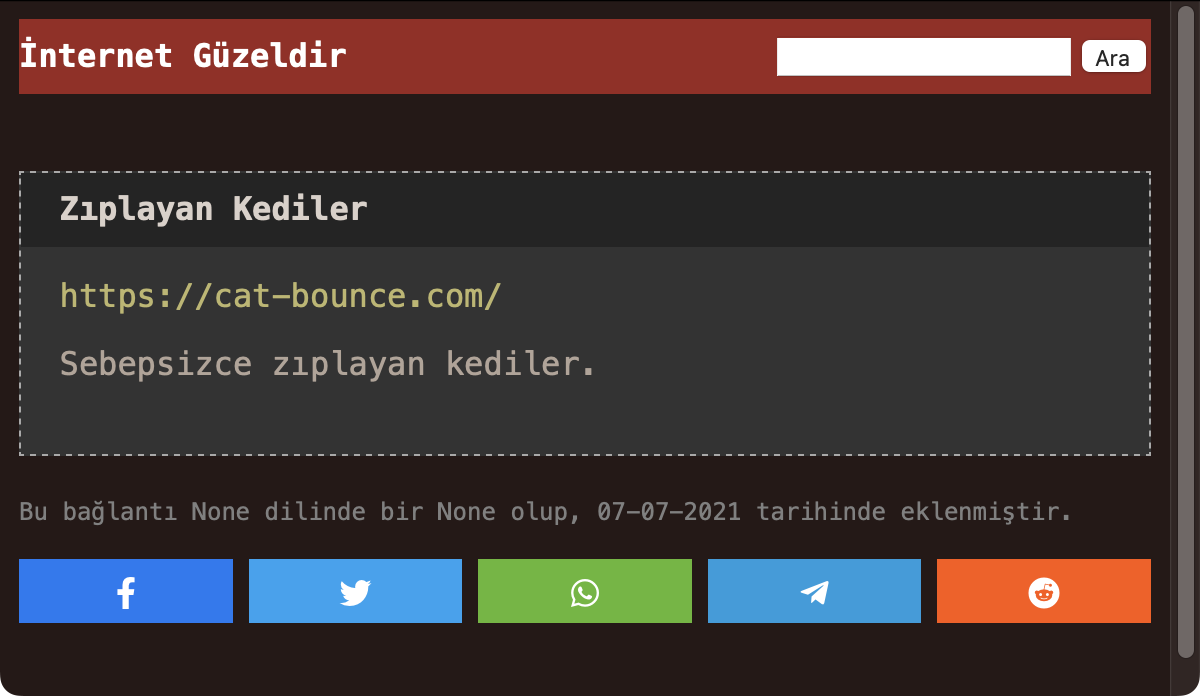 İnternet Güzeldir
Ara
Zıplayan Kediler
https://cat-bounce.com/
Sebepsizce zıplayan kediler.
Bu bağlantı None dilinde bir None olup, 07-07-2021 tarihinde eklenmiştir.